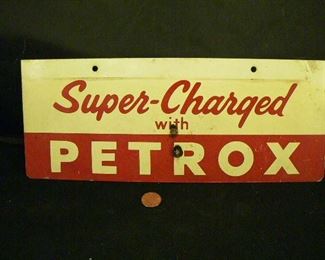 Super-Charged
with
PETROX